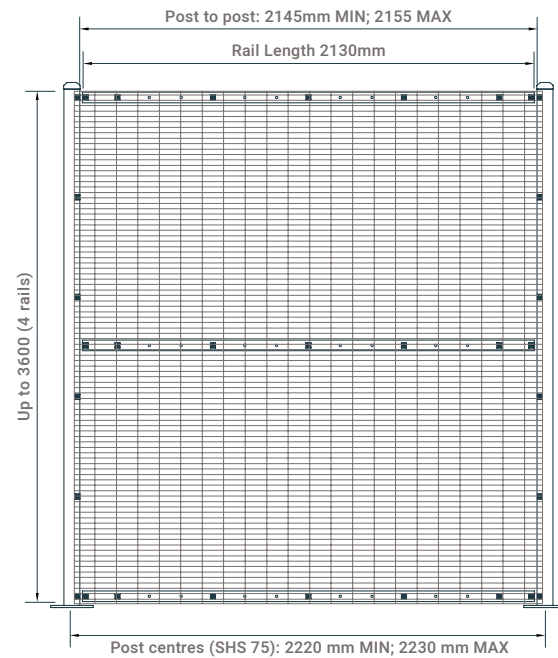 Post to post: 2145mm MIN; 2155 MAX
Rail Length 2130mm
Up to 3600 (4 rails)
Post centres (SHS 75): 2220 mm MIN; 2230 mm MAX